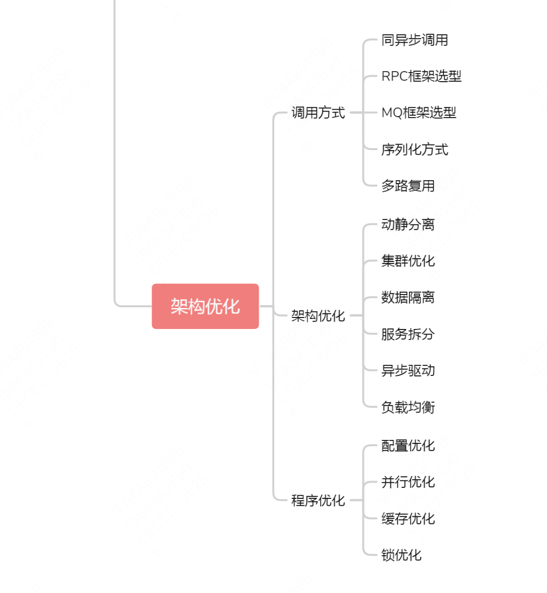 同异步调用
RPC框架选型
调用方式
MQ框架选型
序列化方式
多路复用
动静分离
集群优化
数据隔离
架构优化
架构优化
服务拆分
异步驱动
负载均衡
配置优化
并行优化
程序优化
缓存优化
锁优化